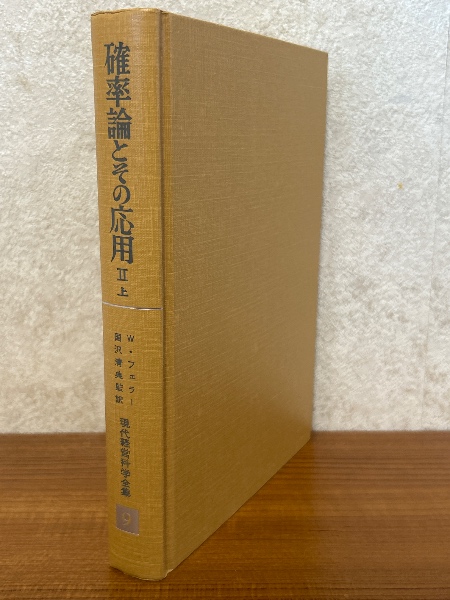 確率論とその応用 II 上
W・フェラー
国沢清典監訳
現代経営科学全集
9